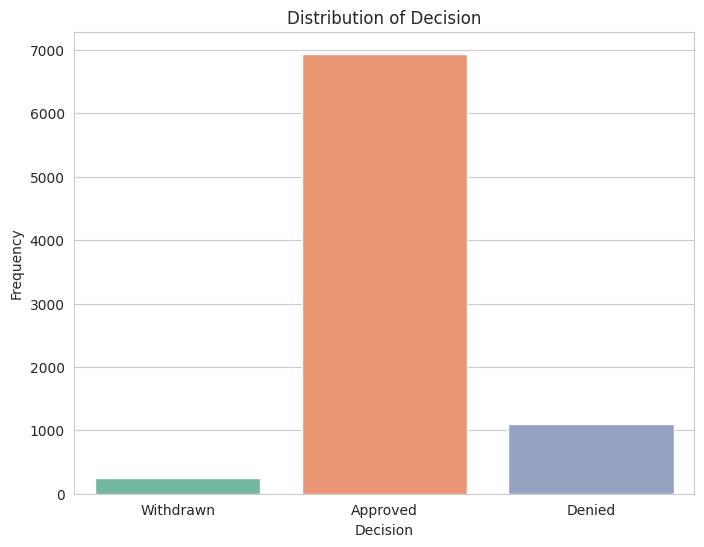 Distribution of Decision
Frequency
7000
6000
5000
4000
3000
2000
1000
0
Withdrawn Approved Denied
Decision